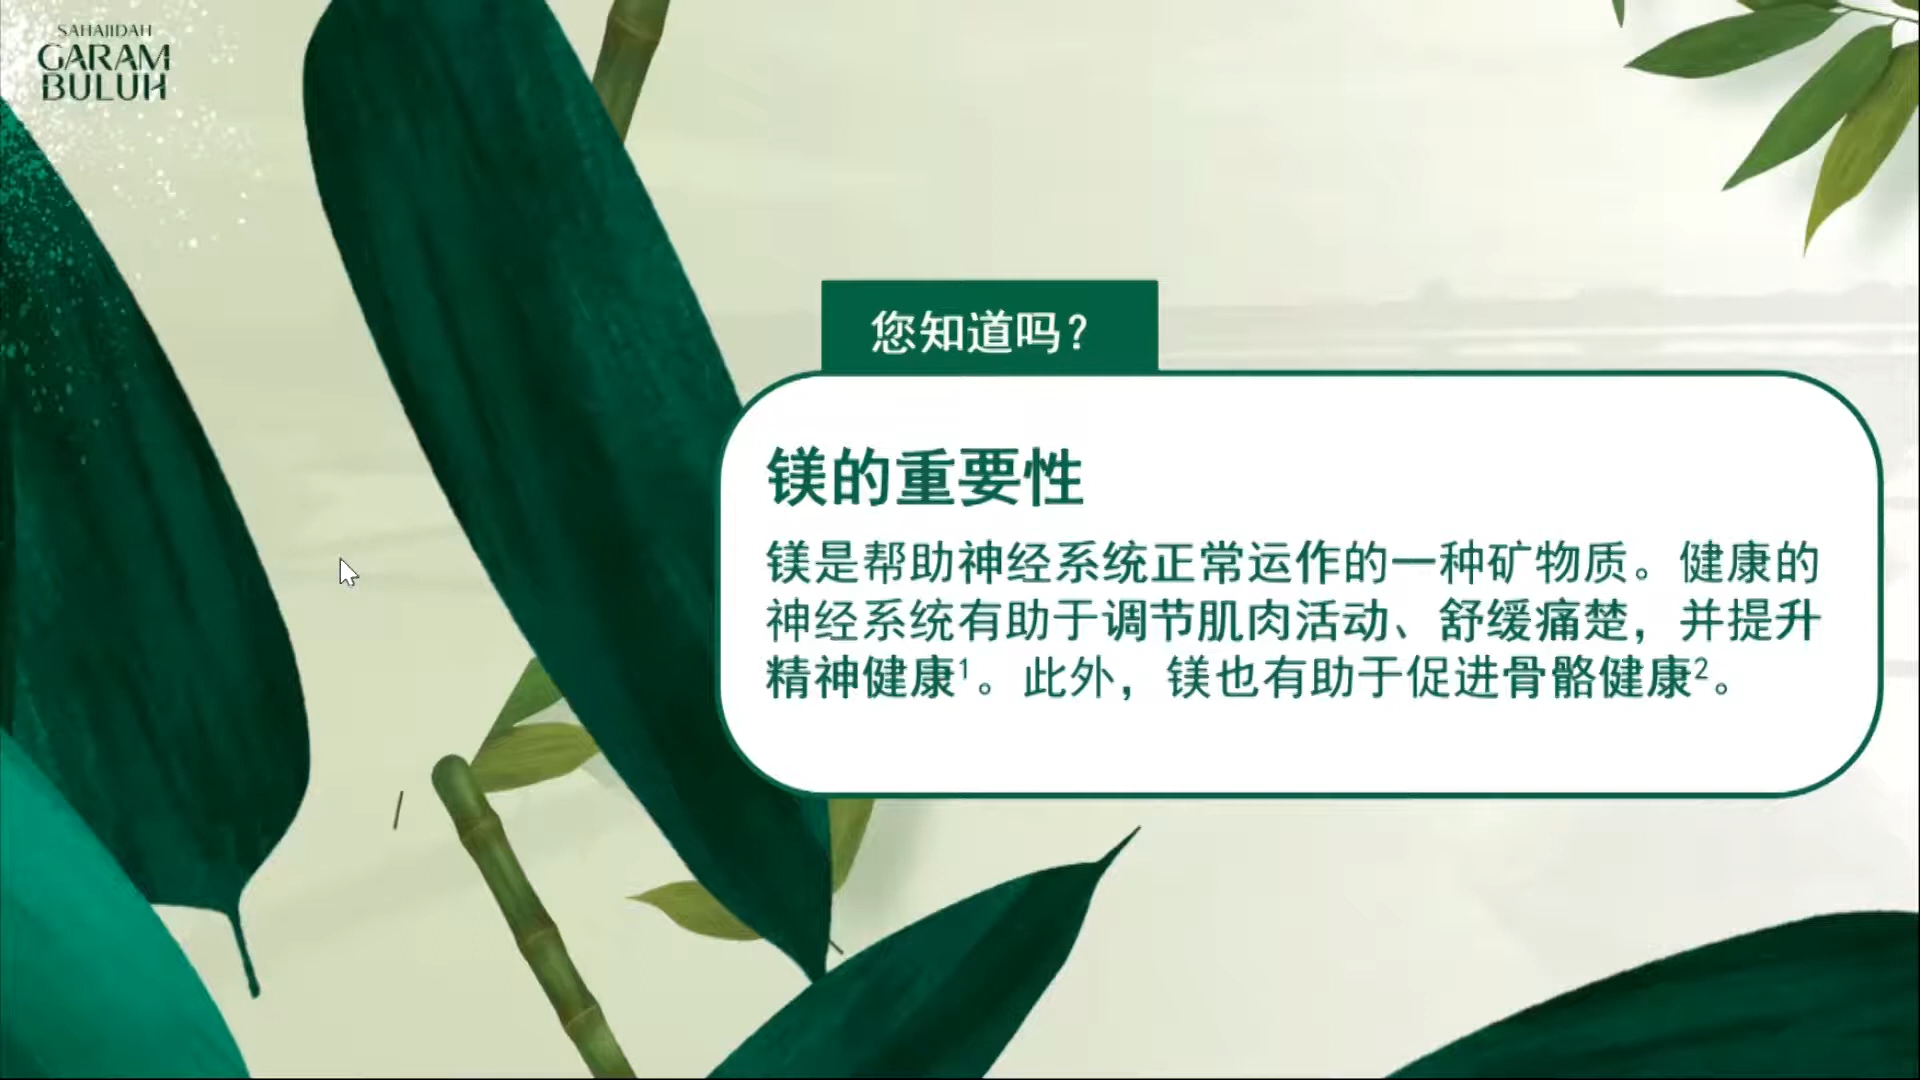 SAHAJIDAH
GARAM
BULUH
您知道吗？
镁的重要性
镁是帮助神经系统正常运作的一种矿物质。健康的
神经系统有助于调节肌肉活动、舒缓痛楚，并提升
精神健康¹。此外，镁也有助于促进骨骼健康²。